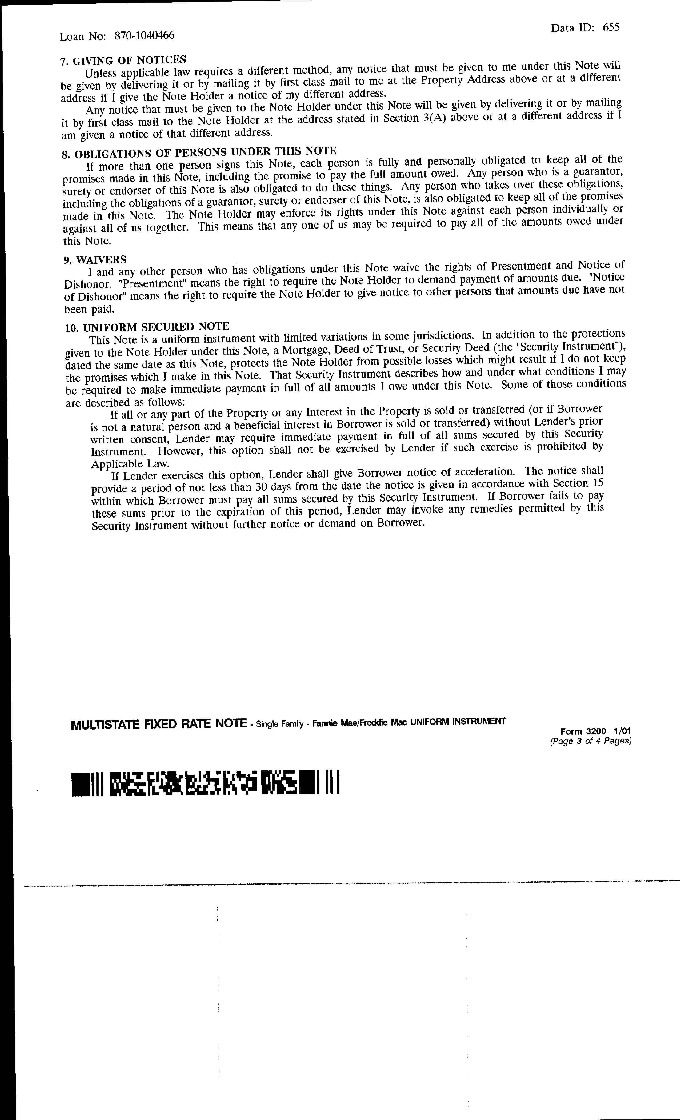 Loan No: 870-1040466
Data ID: 655
7. GIVING OF NOTICES
Unless applicable law requires a different method, any notice that must be given to me under this Note will
be given by delivering it or by mailing it by first class mail to me at the Property Address above or at a different
address if I give the Note Holder a notice of my different address.
Any notice that must be given to the Note Holder under this Note will be given by delivering it or by mailing
it by first class mail to the Note Holder at the address stated in Section 3(A) above or at a different address if I
am given a notice of that different address.
8. OBLIGATIONS OF PERSONS UNDER THIS NOTE
If more than one person signs this Note, each person is fully and personally obligated to keep all of the
promises made in this Note, including the promise to pay the full amount owed. Any person who is a guarantor,
surety or endorser of this Note is also obligated to do these things. Any person who takes over these obligations,
including the obligations of a guarantor, surety or endorser of this Note, is also obligated to keep all of the promises
made in this Note. The Note Holder may enforce its rights under this Note against each person individually or
against all of us together. This means that any one of us may be required to pay all of the amounts owed under
this Note.
9. WAIVERS
I and any other person who has obligations under this Note waive the rights of Presentment and Notice of
Dishonor. "Presentment" means the right to require the Note Holder to demand payment of amounts due. "Notice
of Dishonor" means the right to require the Note Holder to give notice to other persons that amounts due have not
been paid.
10. UNIFORM SECURED NOTE
This Note is a uniform instrument with limited variations in some jurisdictions. In addition to the protections
given to the Note Holder under this Note, a Mortgage, Deed of Trust, or Security Deed (the "Security Instrument"),
dated the same date as this Note, protects the Note Holder from possible losses which might result if I do not keep
the promises which I make in this Note. That Security Instrument describes how and under what conditions I may
be required to make immediate payment in full of all amounts I owe under this Note. Some of those conditions
are described as follows:
If all or any part of the Property or any Interest in the Property is sold or transferred (or if Borrower
is not a natural person and a beneficial interest in Borrower is sold or transferred) without Lender's prior
written consent, Lender may require immediate payment in full of all sums secured by this Security
Instrument. However, this option shall not be exercised by Lender if such exercise is prohibited by
Applicable Law.
If Lender exercises this option, Lender shall give Borrower notice of acceleration. The notice shall
provide a period of not less than 30 days from the date the notice is given in accordance with Section 15
within which Borrower must pay all sums secured by this Security Instrument. If Borrower fails to pay
these sums prior to the expiration of this period, Lender may invoke any remedies permitted by this
Security Instrument without further notice or demand on Borrower.
MULTISTATE FIXED RATE NOTE - Single Family - Fannie Mae/Freddie Mac UNIFORM INSTRUMENT
Form 3200 1/01
(Page 3 of 4 Pages)